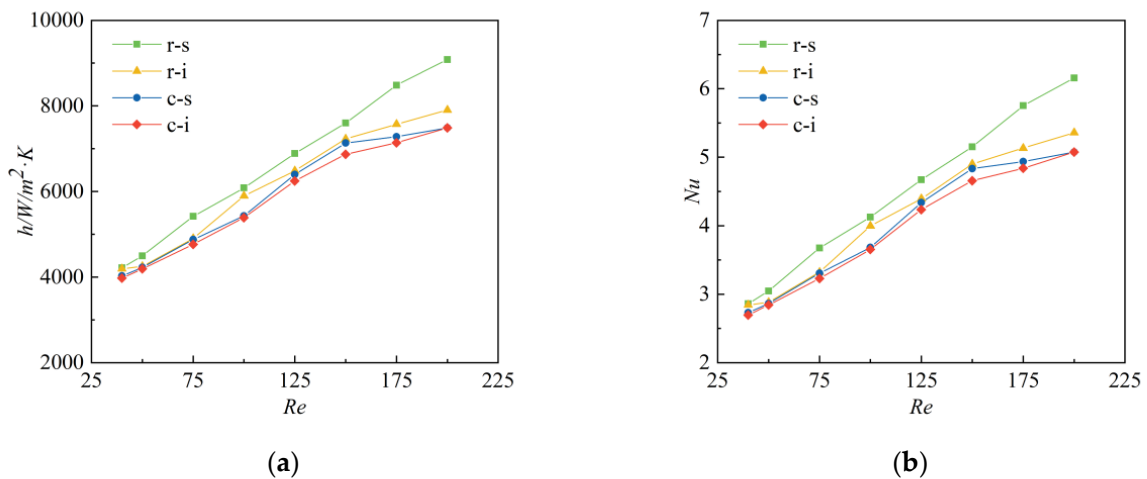 10000
8000
6000
4000
2000
h/W/m²·K
r-s
r-i
c-s
c-i
25 75 125 175 225
Re
(a)
7
6
5
4
3
2
Nu
r-s
r-i
c-s
c-i
25 75 125 175 225
Re
(b)